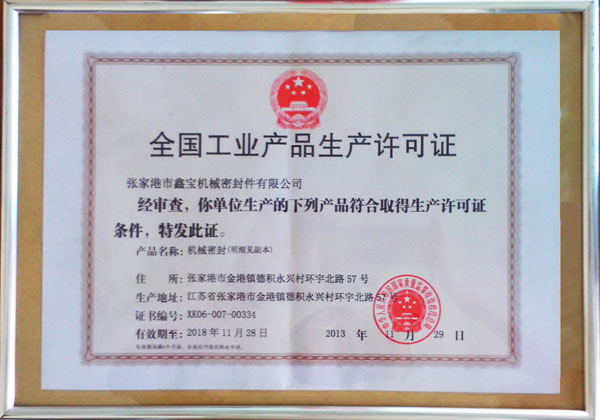 全国工业产品生产许可证
张家港市鑫宝机械密封件有限公司
经审查，你单位生产的下列产品符合取得生产许可证
条件，特发此证。
产品名称：机械密封(明细见副本)
住 所：张家港市金港镇德积永兴村环宇北路57号
生产地址：江苏省张家港市金港镇德积永兴村环宇北路57号
证书编号：XK06-007-00334
有效期至：2018年11月28日
2013 年 11 月 29 日